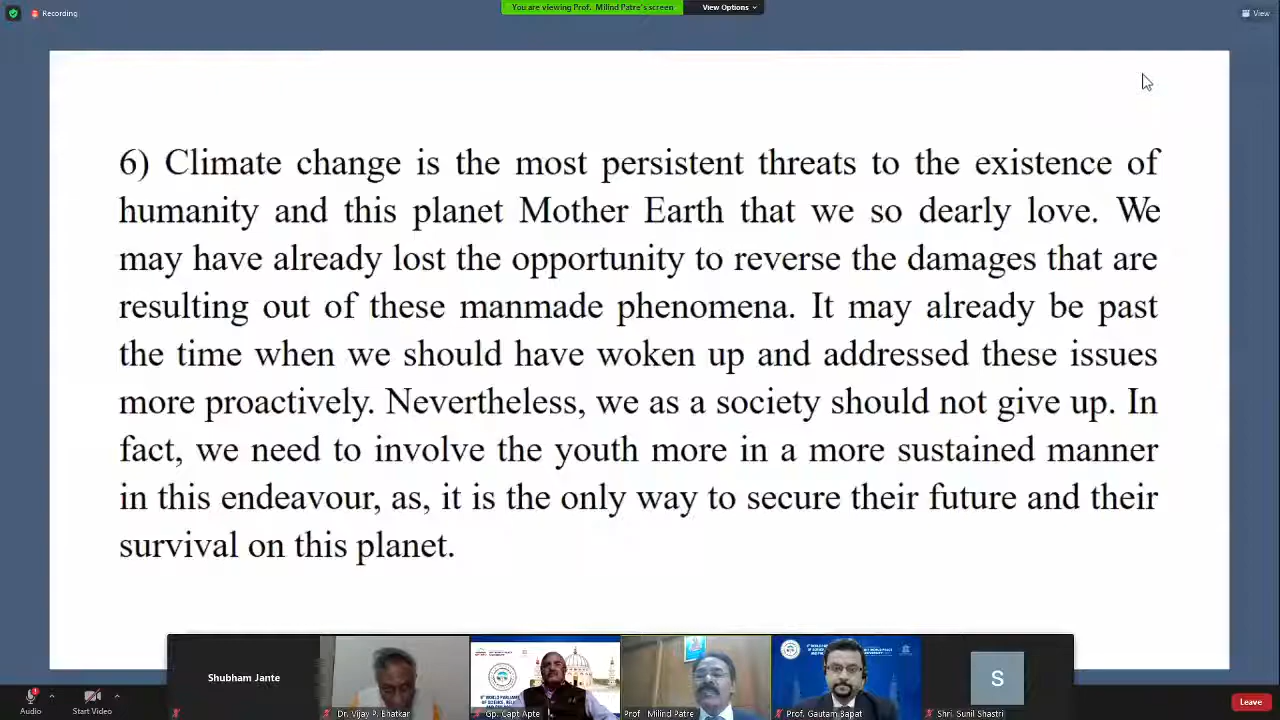 Recording
You are viewing Prof. Milind Patre's screen
View Options
View
6) Climate change is the most persistent threats to the existence of
humanity and this planet Mother Earth that we so dearly love. We
may have already lost the opportunity to reverse the damages that are
resulting out of these manmade phenomena. It may already be past
the time when we should have woken up and addressed these issues
more proactively. Nevertheless, we as a society should not give up. In
fact, we need to involve the youth more in a more sustained manner
in this endeavour, as, it is the only way to secure their future and their
survival on this planet.
Shubham Jante
Dr. Vijay P. Bhatkar
Gp. Capt Apte
Prof. Milind Patre
Prof. Gautam Bapat
S
Shri. Sunil Shastri
Audio
Start Video
Leave